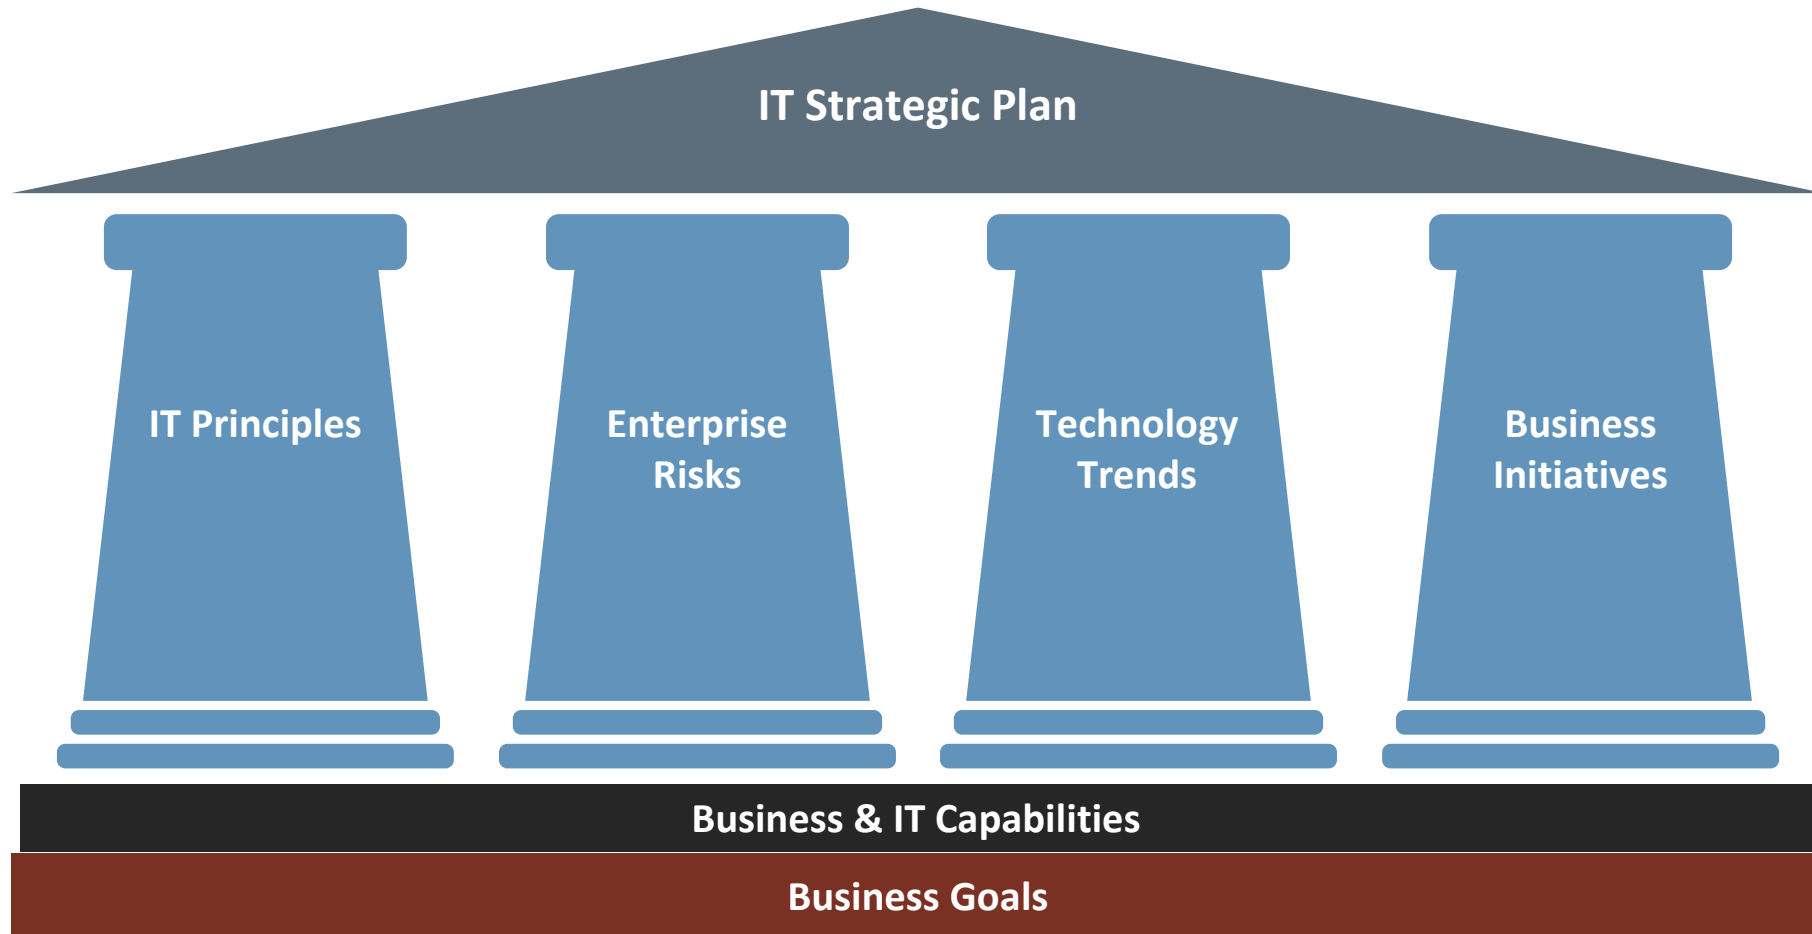 IT Strategic Plan
IT Principles
Enterprise
Risks
Technology
Trends
Business
Initiatives
Business & IT Capabilities
Business Goals